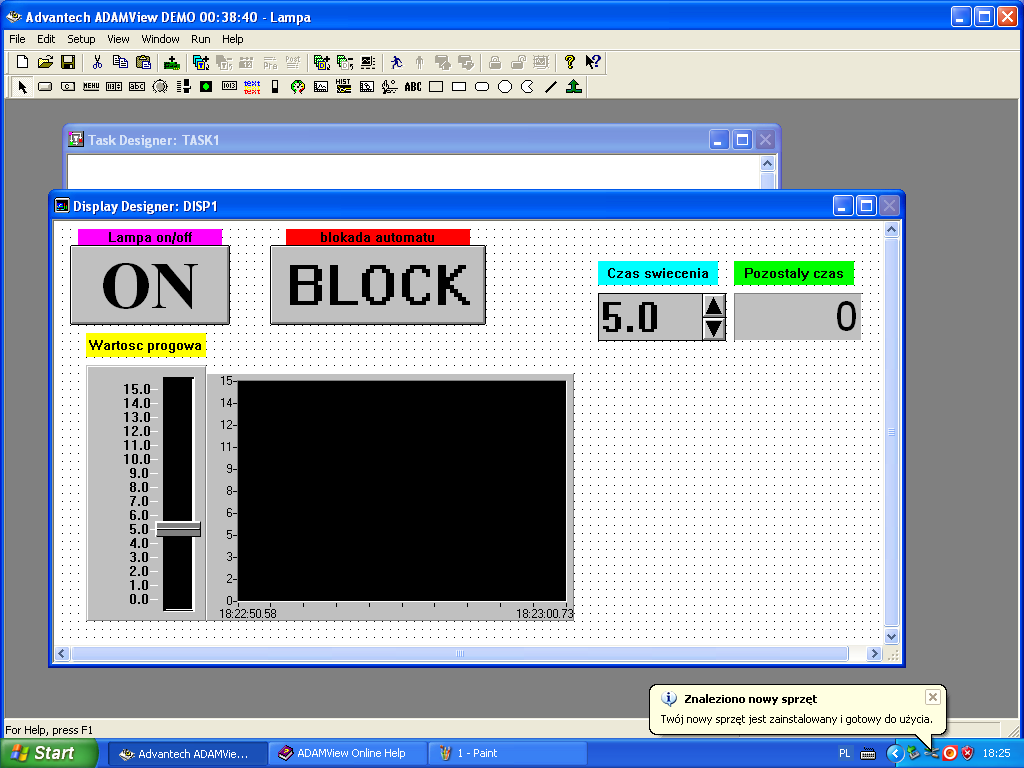 Advantech ADAMView DEMO 00:38:40 - Lampa
File Edit Setup View Window Run Help
MENU
abc
1013
text
text
HIST
ABC
Task Designer: TASK1
Display Designer: DISP1
Lampa on/off
blokada automatu
ON
BLOCK
Czas swiecenia
Pozostaly czas
5.0
0
Wartosc progowa
15.0
14.0
13.0
12.0
11.0
10.0
9.0
8.0
7.0
6.0
5.0
4.0
3.0
2.0
1.0
0.0
15
14
12
11
9
8
6
5
3
2
0
18:22:50.58
18:23:00.73
Znaleziono nowy sprzęt
Twój nowy sprzęt jest zainstalowany i gotowy do użycia.
For Help, press F1
Start
Advantech ADAMVie...
ADAMView Online Help
1 - Paint
PL
18:25